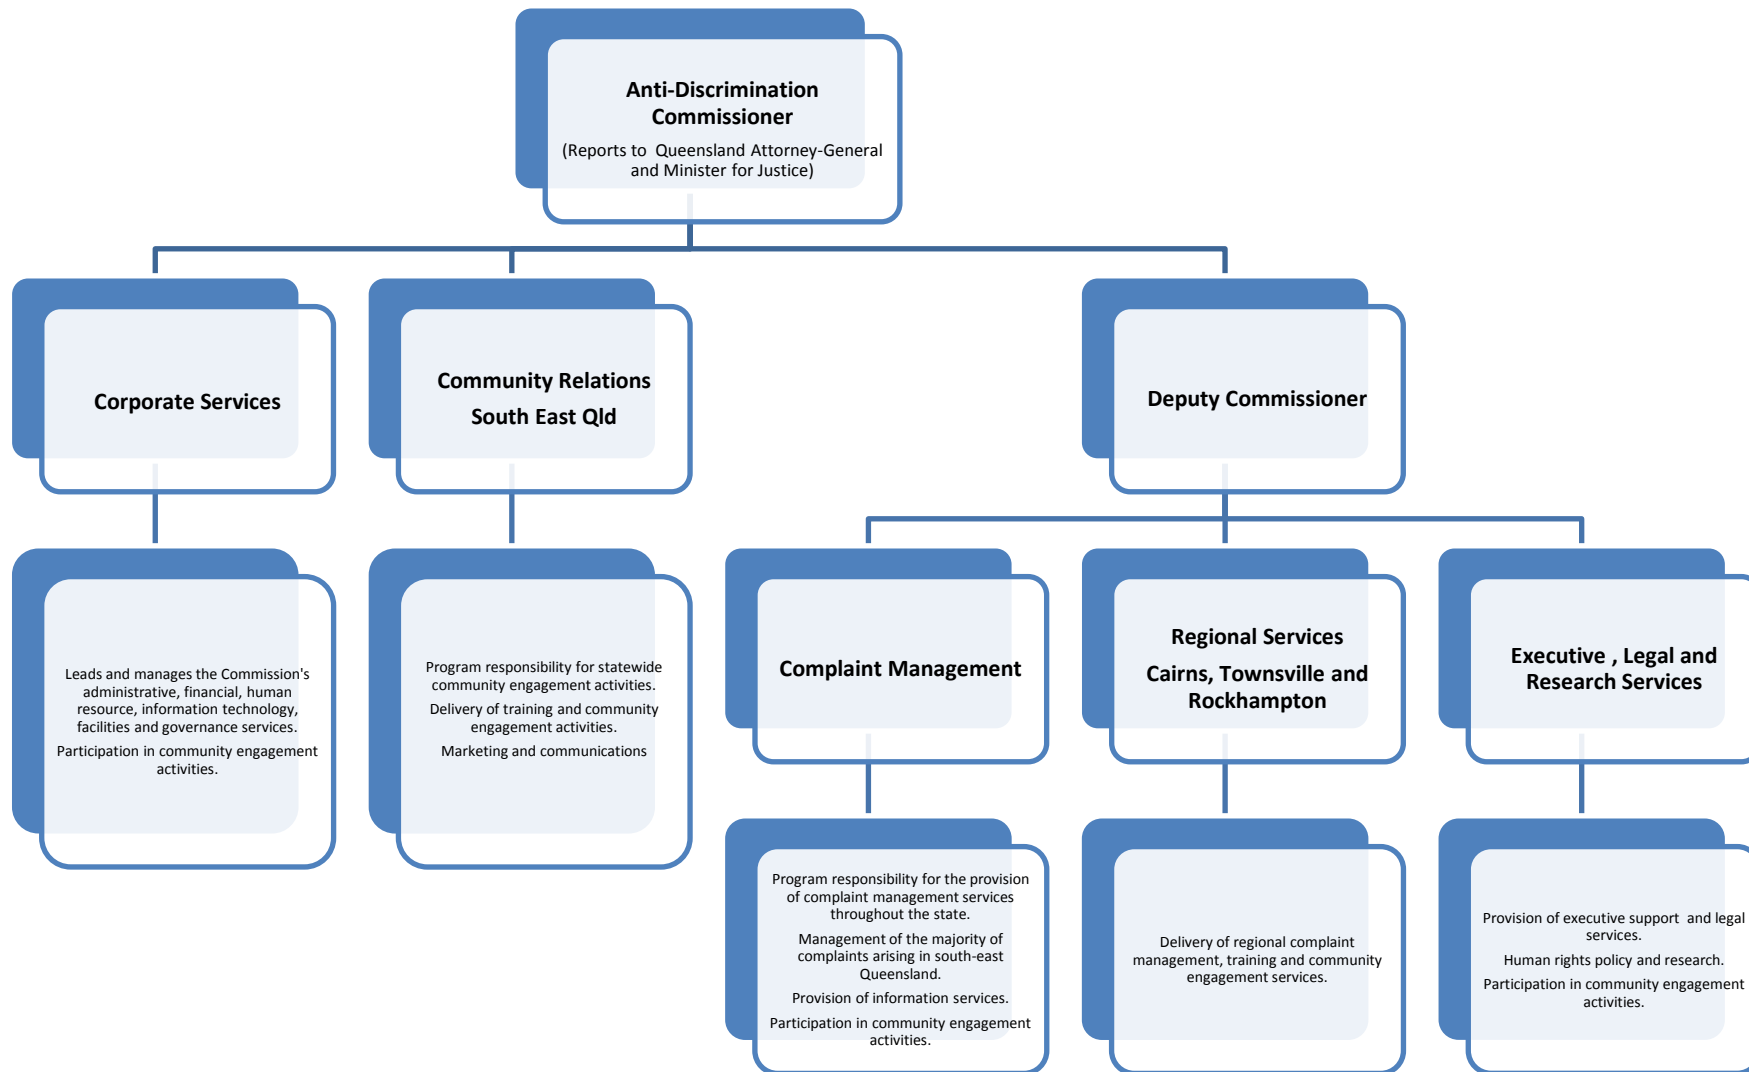 Anti-Discrimination
Commissioner
(Reports to Queensland Attorney-General
and Minister for Justice)
Corporate Services
Community Relations
South East Qld
Deputy Commissioner
Leads and manages the Commission's
administrative, financial, human
resource, information technology,
facilities and governance services.
Participation in community engagement
activities.
Program responsibility for statewide
community engagement activities.
Delivery of training and community
engagement activities.
Marketing and communications
Complaint Management
Regional Services
Cairns, Townsville and
Rockhampton
Executive , Legal and
Research Services
Program responsibility for the provision
of complaint management services
throughout the state.
Management of the majority of
complaints arising in south-east
Queensland.
Provision of information services.
Participation in community engagement
activities.
Delivery of regional complaint
management, training and community
engagement services.
Provision of executive support and legal
services.
Human rights policy and research.
Participation in community engagement
activities.